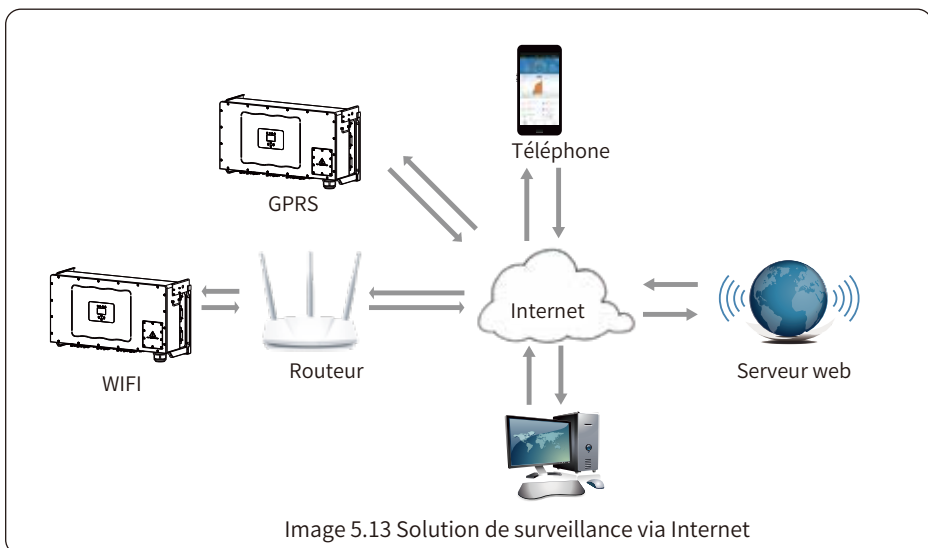 Téléphone
GPRS
Internet
WIFI
Routeur
Serveur web
Image 5.13 Solution de surveillance via Internet